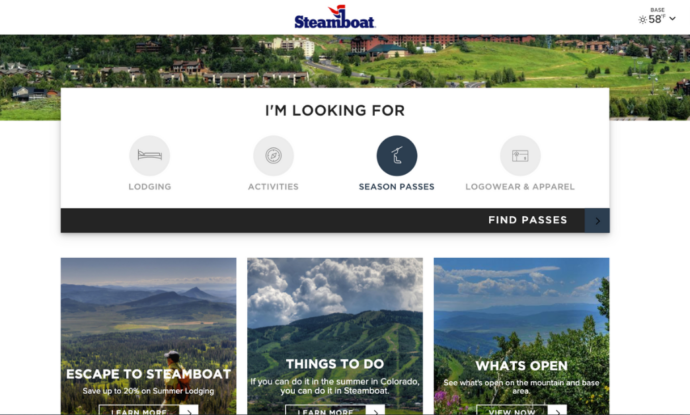 Steamboat
BASE
58°F
I'M LOOKING FOR
LODGING
ACTIVITIES
SEASON PASSES
LOGOWEAR & APPAREL
FIND PASSES
ESCAPE TO STEAMBOAT
Save up to 20% on Summer Lodging
LEARN MORE
THINGS TO DO
If you can do it in the summer in Colorado,
you can do it in Steamboat.
LEARN MORE
WHATS OPEN
See what's open on the mountain and base
area.
VIEW NOW